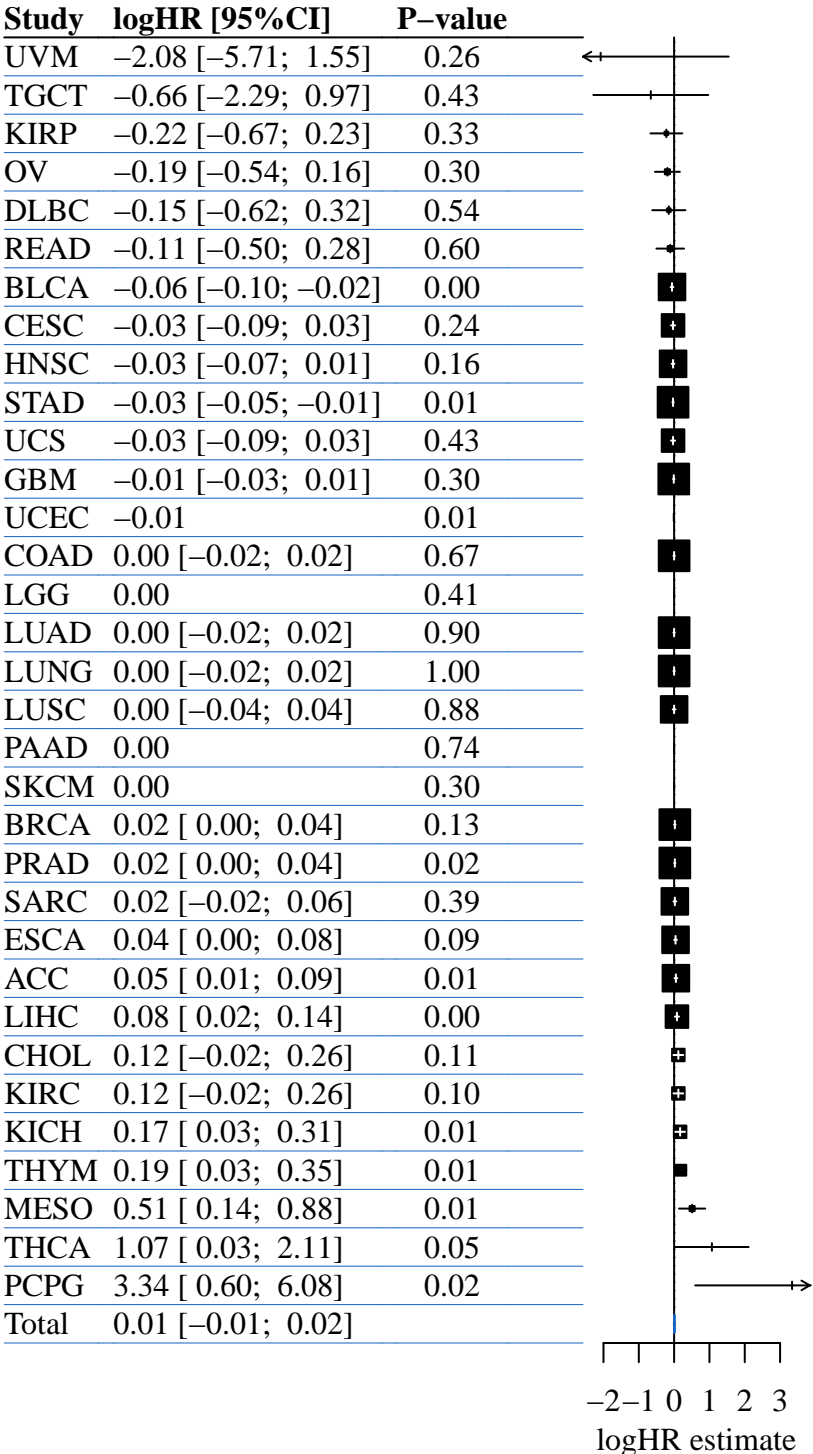 Study logHR [95%CI] P−value
UVM −2.08 [−5.71; 1.55] 0.26
TGCT −0.66 [−2.29; 0.97] 0.43
KIRP −0.22 [−0.67; 0.23] 0.33
OV −0.19 [−0.54; 0.16] 0.30
DLBC −0.15 [−0.62; 0.32] 0.54
READ −0.11 [−0.50; 0.28] 0.60
BLCA −0.06 [−0.10; −0.02] 0.00
CESC −0.03 [−0.09; 0.03] 0.24
HNSC −0.03 [−0.07; 0.01] 0.16
STAD −0.03 [−0.05; −0.01] 0.01
UCS −0.03 [−0.09; 0.03] 0.43
GBM −0.01 [−0.03; 0.01] 0.30
UCEC −0.01 0.01
COAD 0.00 [−0.02; 0.02] 0.67
LGG 0.00 0.41
LUAD 0.00 [−0.02; 0.02] 0.90
LUNG 0.00 [−0.02; 0.02] 1.00
LUSC 0.00 [−0.04; 0.04] 0.88
PAAD 0.00 0.74
SKCM 0.00 0.30
BRCA 0.02 [ 0.00; 0.04] 0.13
PRAD 0.02 [ 0.00; 0.04] 0.02
SARC 0.02 [−0.02; 0.06] 0.39
ESCA 0.04 [ 0.00; 0.08] 0.09
ACC 0.05 [ 0.01; 0.09] 0.01
LIHC 0.08 [ 0.02; 0.14] 0.00
CHOL 0.12 [−0.02; 0.26] 0.11
KIRC 0.12 [−0.02; 0.26] 0.10
KICH 0.17 [ 0.03; 0.31] 0.01
THYM 0.19 [ 0.03; 0.35] 0.01
MESO 0.51 [ 0.14; 0.88] 0.01
THCA 1.07 [ 0.03; 2.11] 0.05
PCPG 3.34 [ 0.60; 6.08] 0.02
Total 0.01 [−0.01; 0.02]
−2 −1 0 1 2 3
logHR estimate